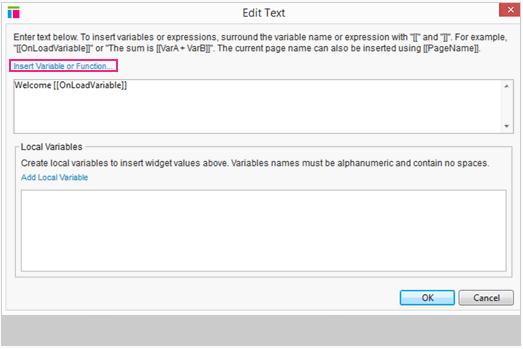 Edit Text
Enter text below. To insert variables or expressions, surround the variable name or expression with "[[" and "]]". For example,
"[[OnLoadVariable]]" or "The sum is [[VarA + VarB]]". The current page name can also be inserted using [[PageName]].
Insert Variable or Function...
Welcome [[OnLoadVariable]]
Local Variables
Create local variables to insert widget values above. Variables names must be alphanumeric and contain no spaces.
Add Local Variable
OK Cancel